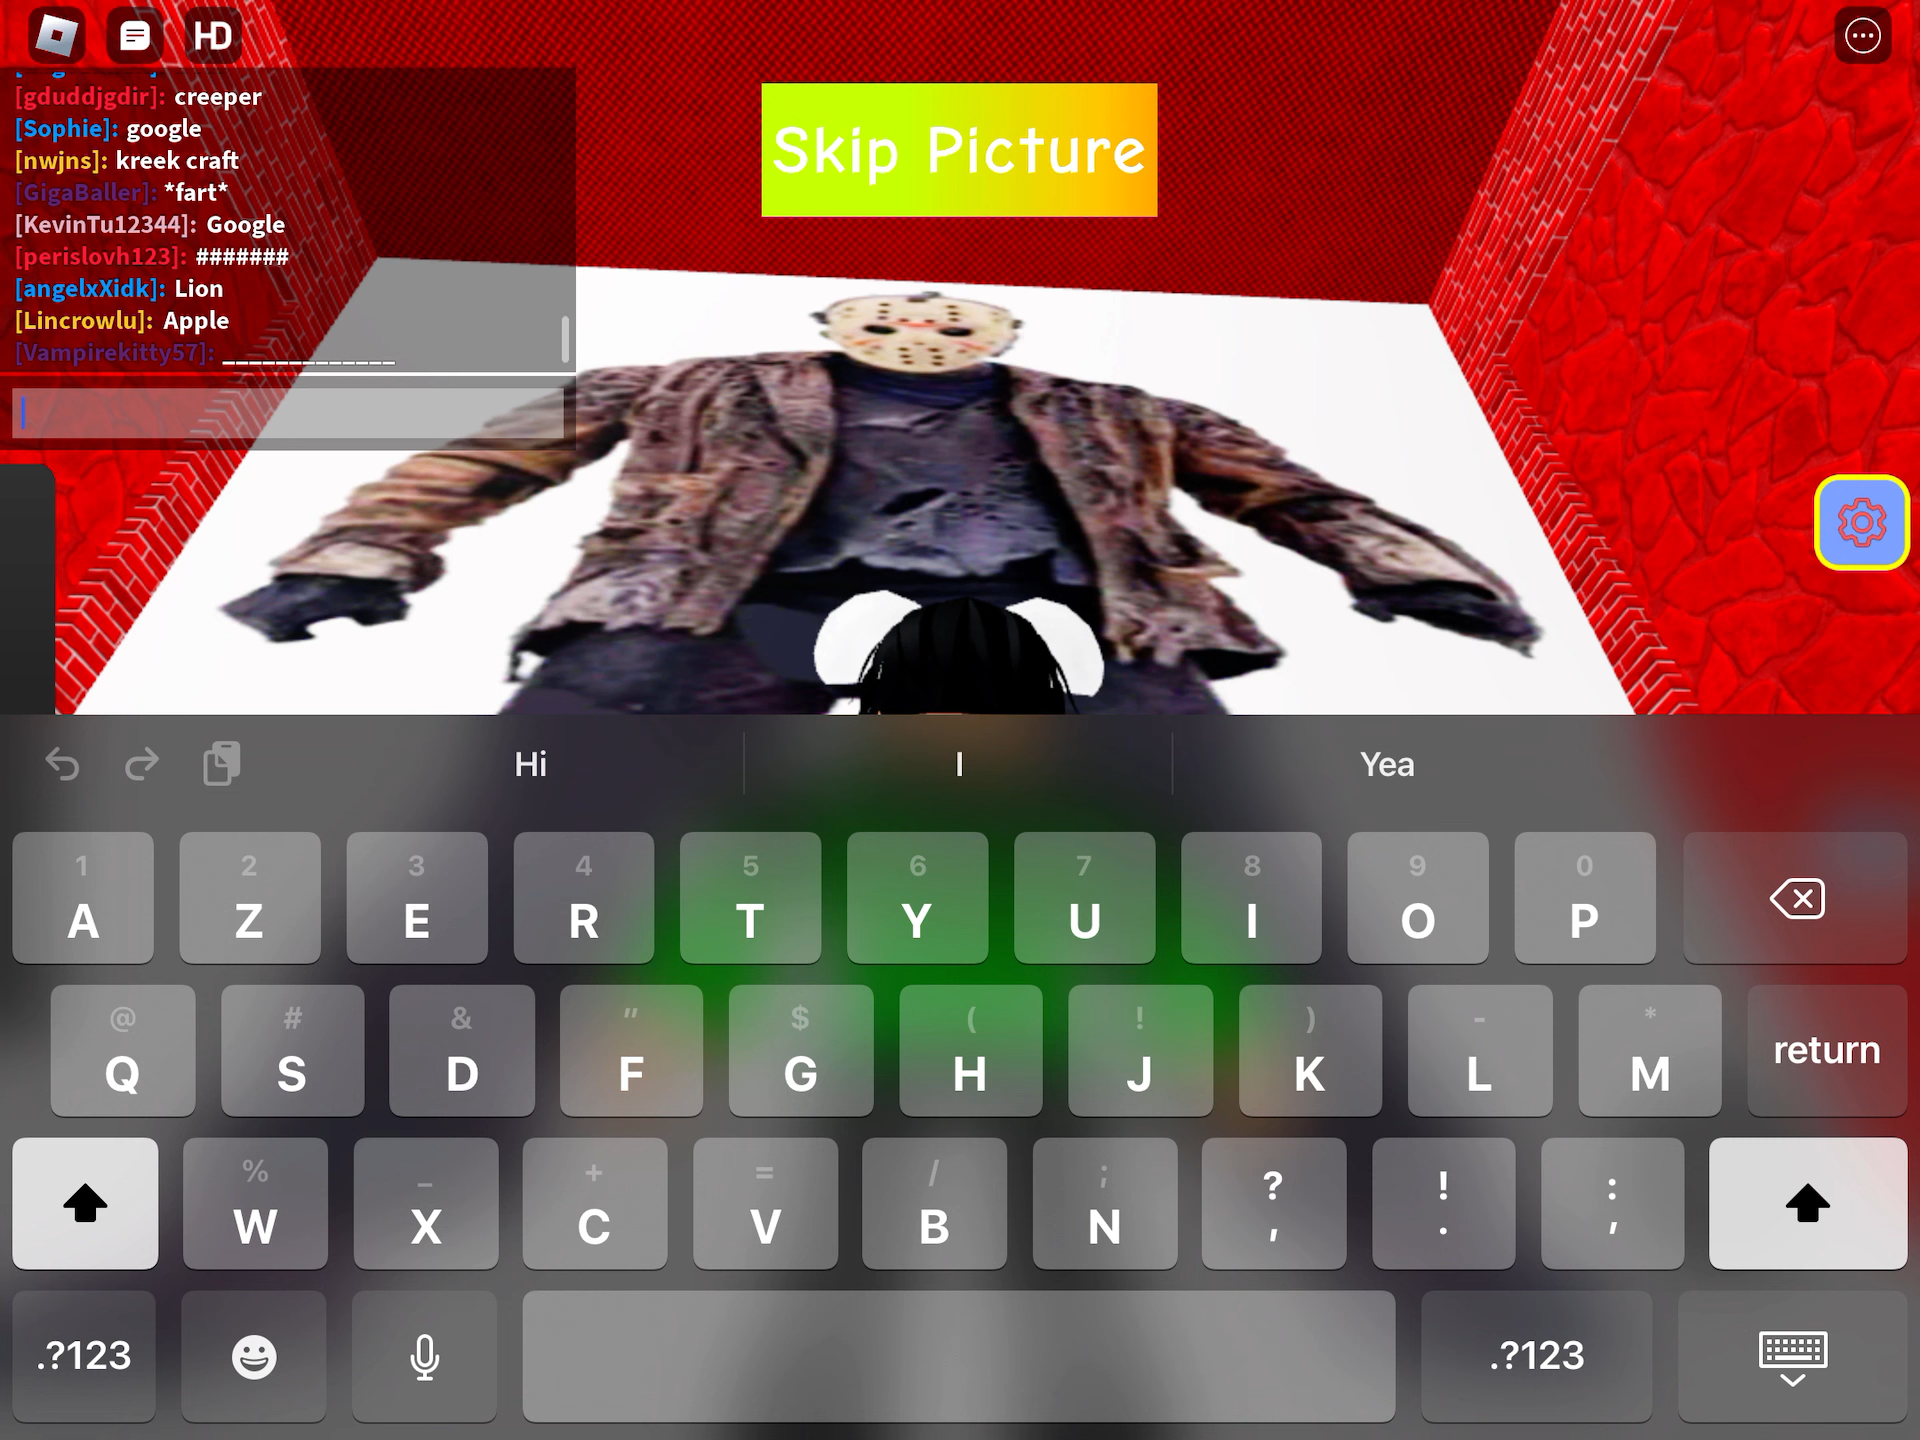 HD
[gduddjgdir]: creeper
[Sophie]: google
[nwjns]: kreek craft
[GigaBaller]: *fart*
[KevinTu12344]: Google
[perislovh123]: #######
[angelxXidk]: Lion
[Lincrowlu]: Apple
[Vampirekitty57]: _____________
Skip Picture
Hi I Yea
1 2 3 4 5 6 7 8 9 0
A Z E R T Y U I O P
@ # & " $ ( ! ) - *
Q S D F G H J K L M return
% _ + = / ; ? ! :
W X C V B N , . '
.?123 .?123